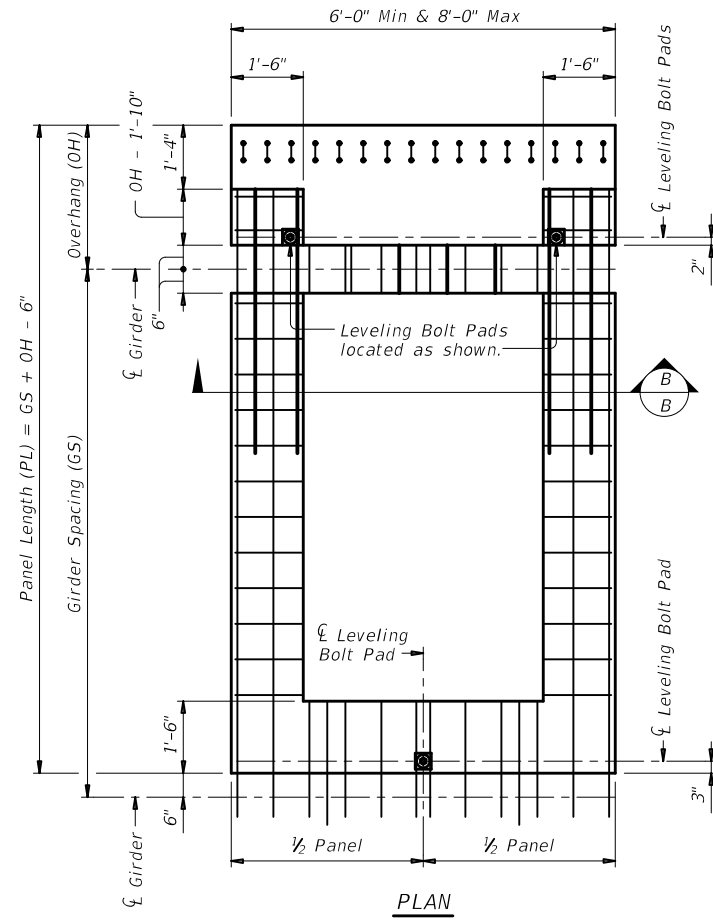 6'-0" Min & 8'-0" Max
1'-6"
1'-6"
℄ Leveling Bolt Pads
OH - 1'-10"
1'-4"
Overhang (OH)
2"
6"
℄ Girder
Leveling Bolt Pads
located as shown.
B
B
Panel Length (PL) = GS + OH - 6"
Girder Spacing (GS)
℄ Leveling
Bolt Pad
℄ Leveling Bolt Pad
1'-6"
3"
6"
℄ Girder
½ Panel
½ Panel
PLAN